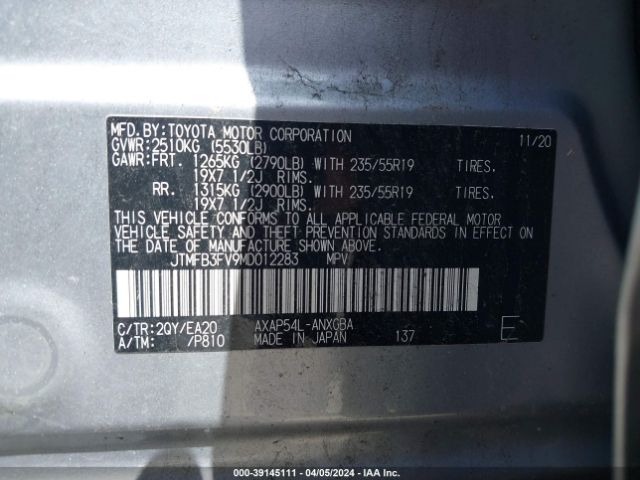 MFD. BY: TOYOTA MOTOR CORPORATION 11/20
GVWR: 2510KG (5530LB)
GAWR: FRT. 1265KG (2790LB) WITH 235/55R19 TIRES.
19X7 1/2J RIMS.
RR. 1315KG (2900LB) WITH 235/55R19 TIRES.
19X7 1/2J RIMS.
THIS VEHICLE CONFORMS TO ALL APPLICABLE FEDERAL MOTOR
VEHICLE SAFETY AND THEFT PREVENTION STANDARDS IN EFFECT ON
THE DATE OF MANUFACTURE SHOWN ABOVE.
JTMFB3FV9MD012283 MPV
C/TR: 2QY/EA20 AXAP54L-ANXGBA
A/TM: /P810 MADE IN JAPAN 137 E
000-39145111 - 04/05/2024 - IAA Inc.